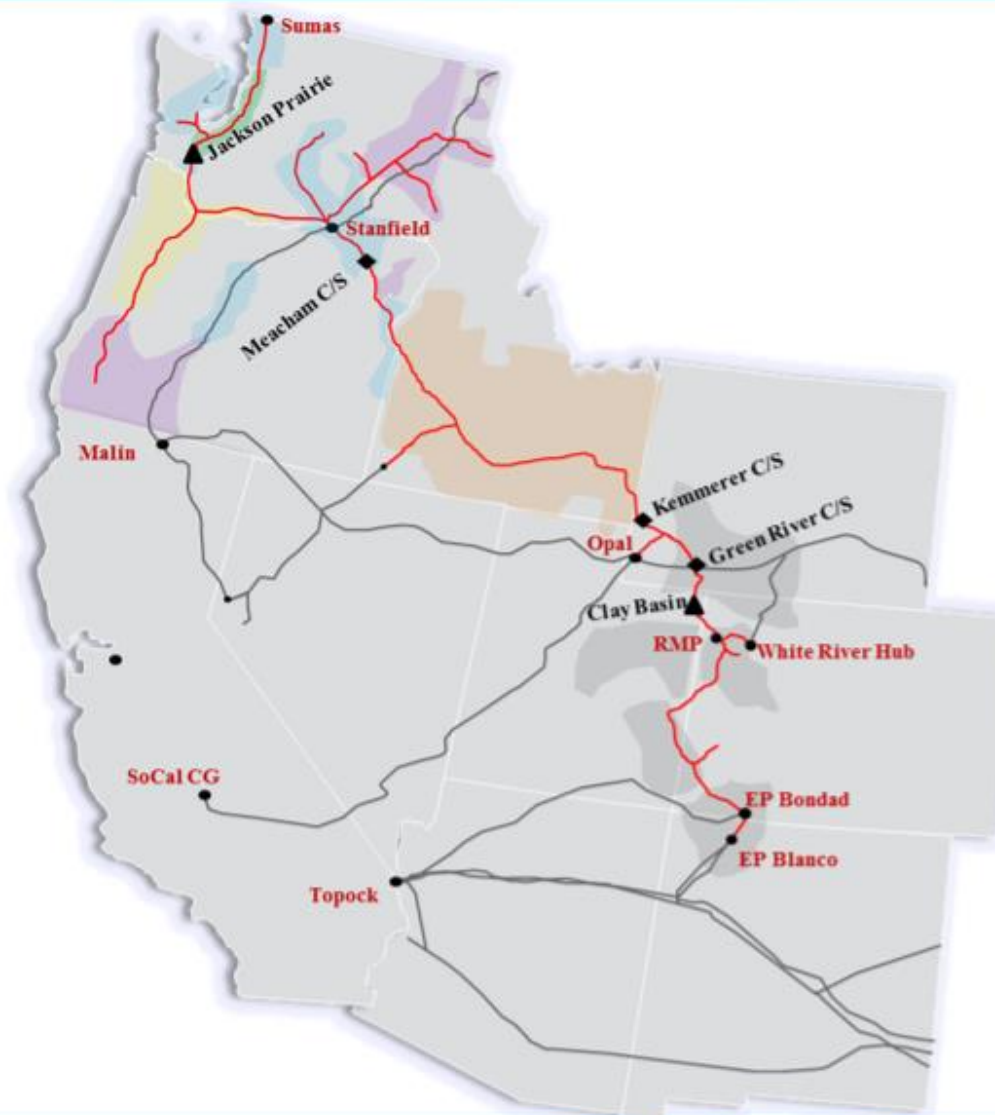 Sumas
Jackson Prairie
Stanfield
Meacham C/S
Malin
Kemmerer C/S
Green River C/S
Opal
Clay Basin
RMP
White River Hub
SoCal CG
EP Bondad
EP Blanco
Topock